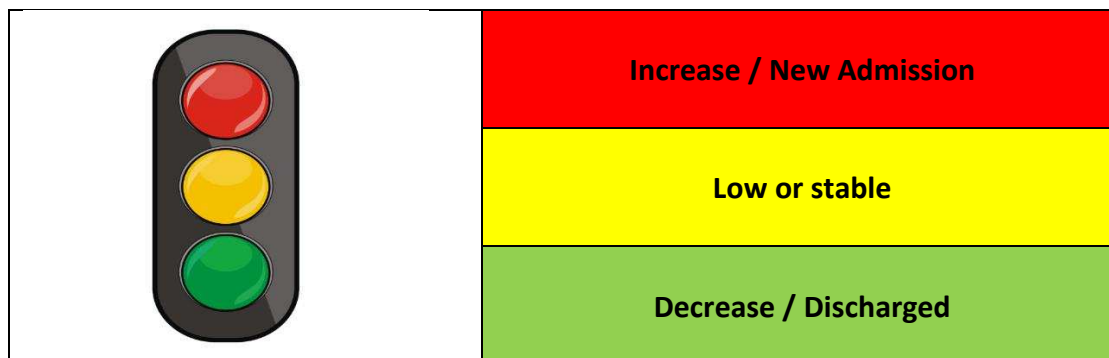 Increase / New Admission
Low or stable
Decrease / Discharged